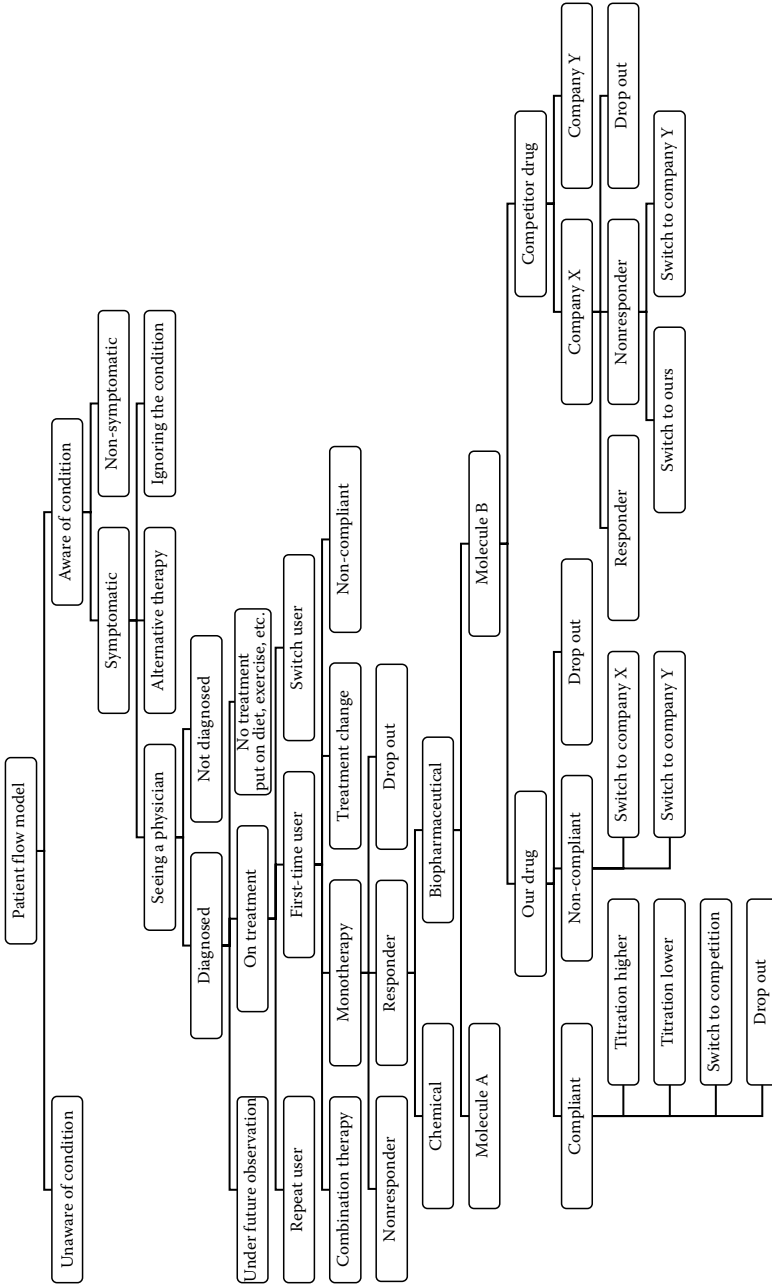 Patient flow model
Unaware of condition
Aware of condition
Symptomatic
Non-symptomatic
Seeing a physician
Alternative therapy
Ignoring the condition
Diagnosed
Not diagnosed
Under future observation
On treatment
No treatment
put on diet, exercise, etc.
Repeat user
First-time user
Switch user
Combination therapy
Monotherapy
Treatment change
Non-compliant
Nonresponder
Responder
Drop out
Chemical
Biopharmaceutical
Molecule A
Molecule B
Our drug
Competitor drug
Compliant
Non-compliant
Drop out
Company X
Company Y
Titration higher
Switch to company X
Responder
Nonresponder
Drop out
Titration lower
Switch to company Y
Switch to ours
Switch to company Y
Switch to competition
Drop out